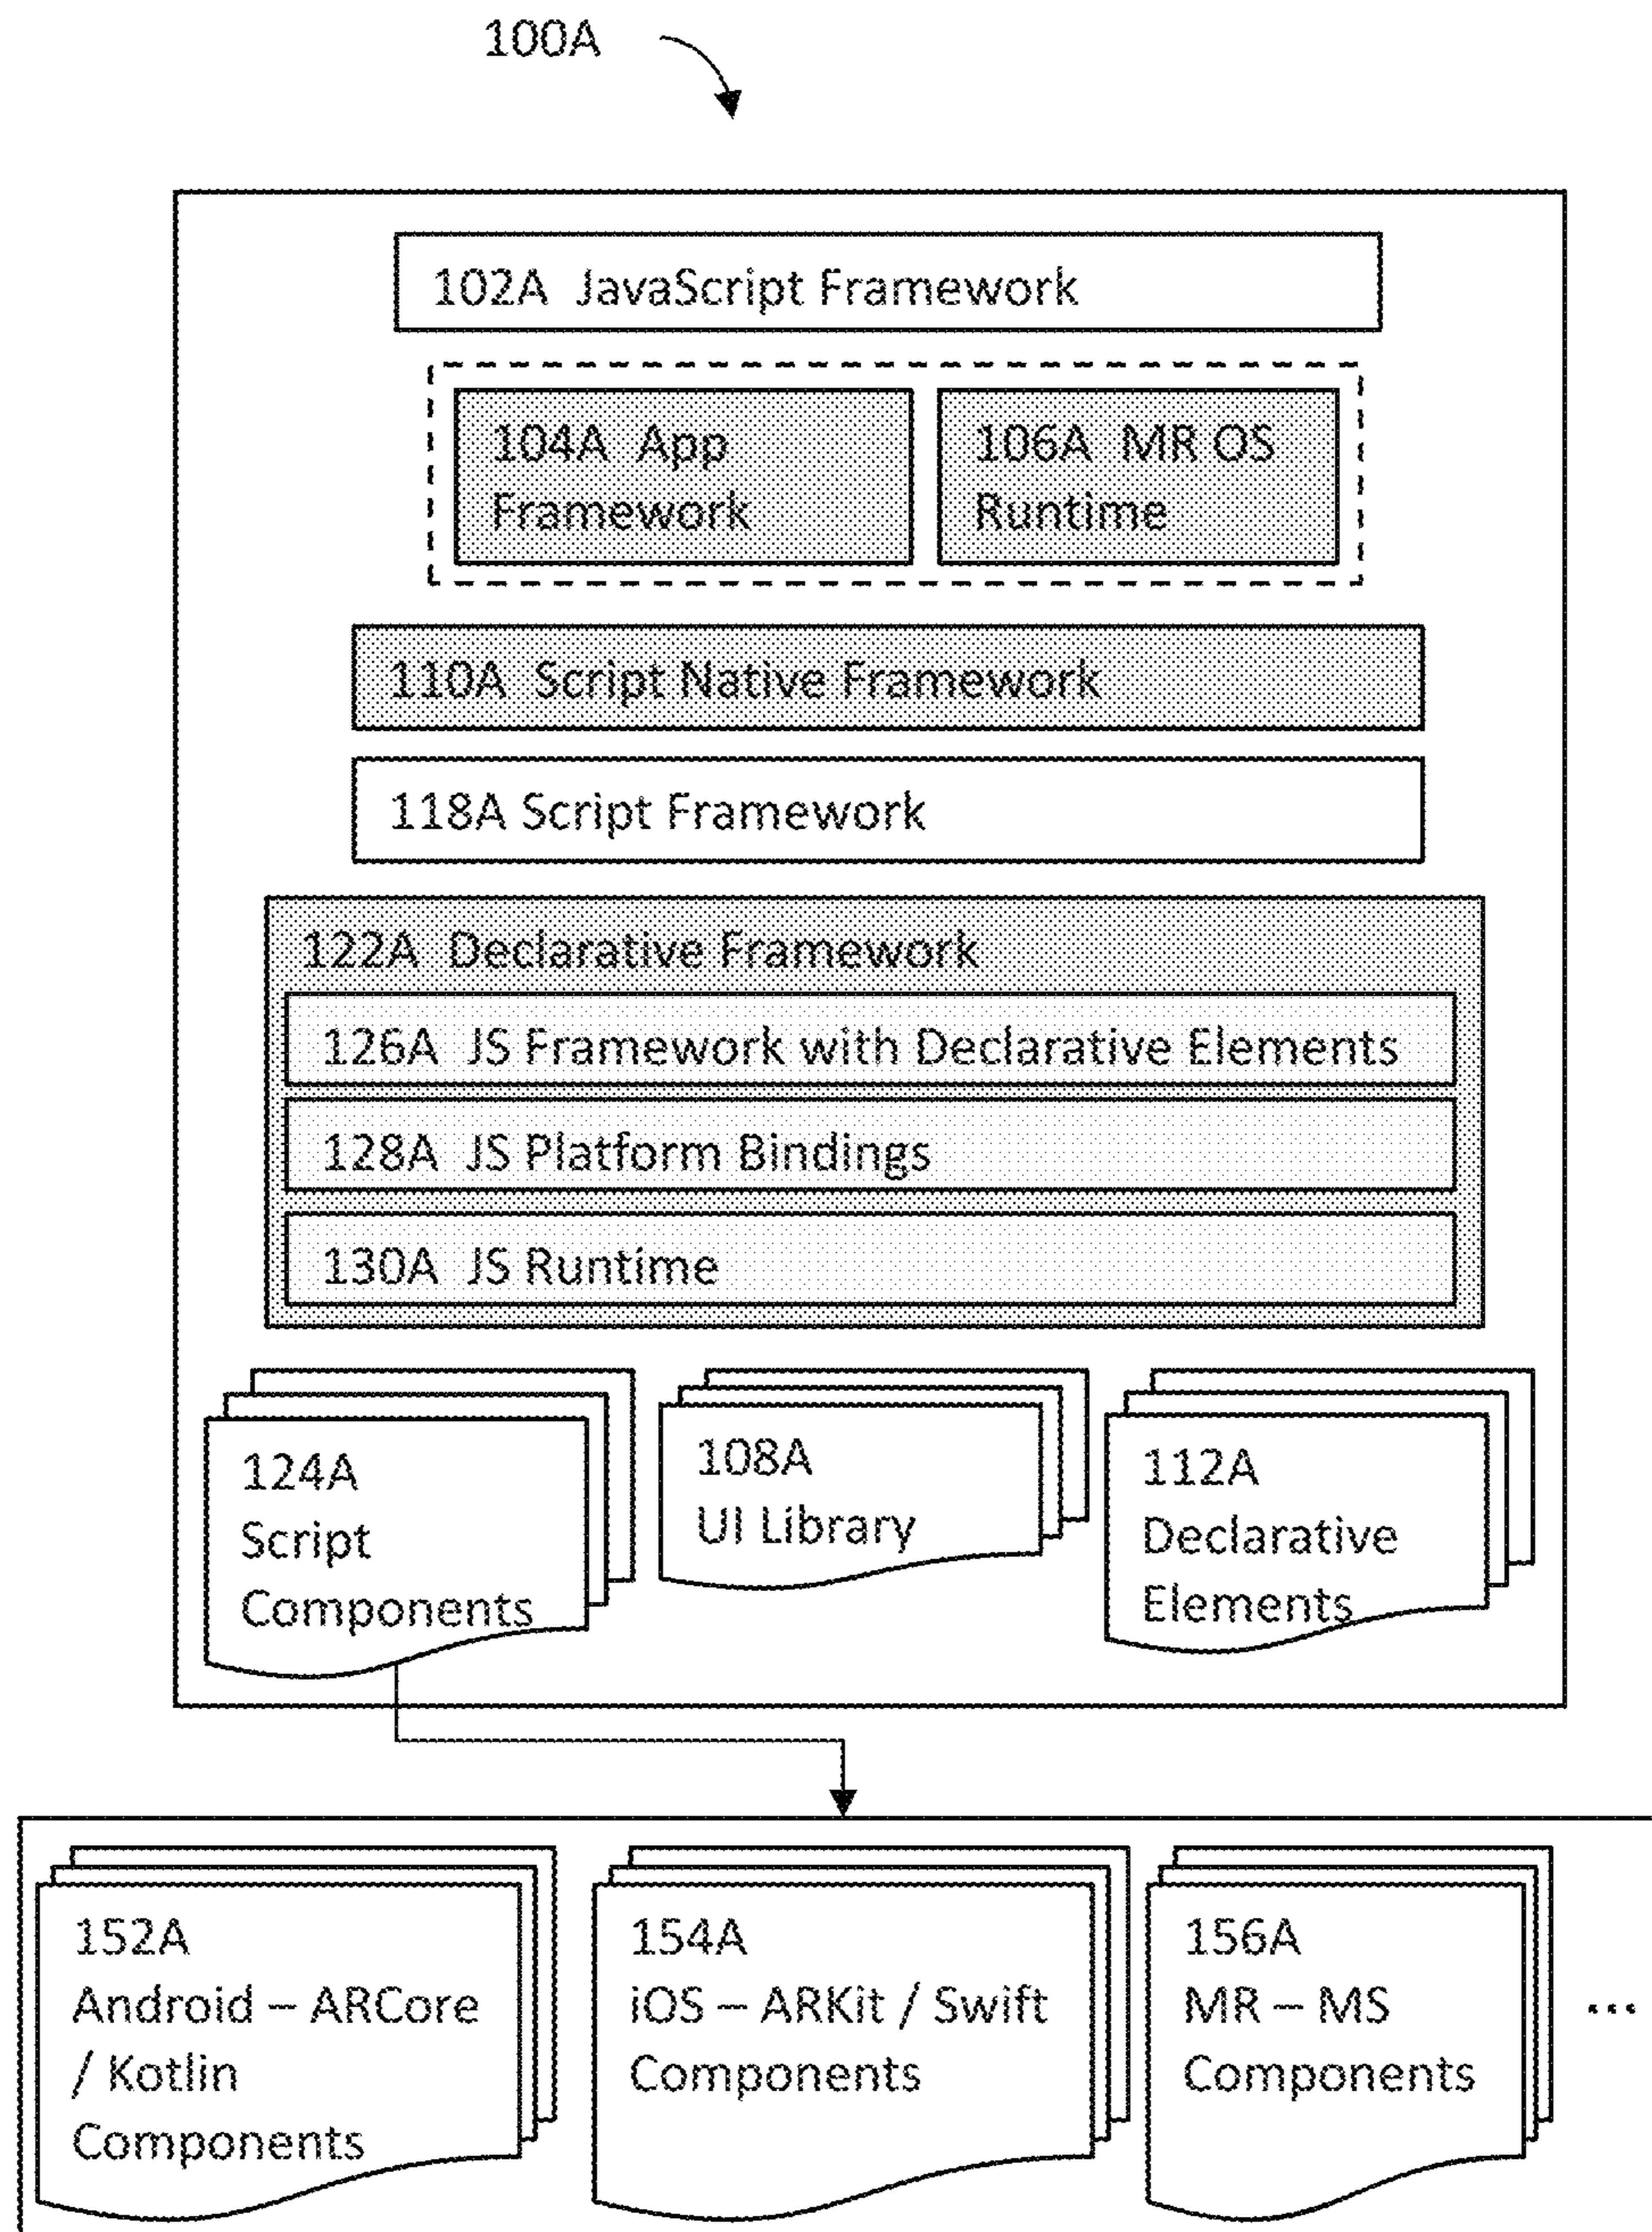 100A
102A JavaScript Framework
104A App
Framework
106A MR OS
Runtime
110A Script Native Framework
118A Script Framework
122A Declarative Framework
126A JS Framework with Declarative Elements
128A JS Platform Bindings
130A JS Runtime
124A
Script
Components
108A
UI Library
112A
Declarative
Elements
152A
Android – ARCore
/ Kotlin
Components
154A
iOS – ARKit / Swift
Components
156A
MR – MS
Components
...